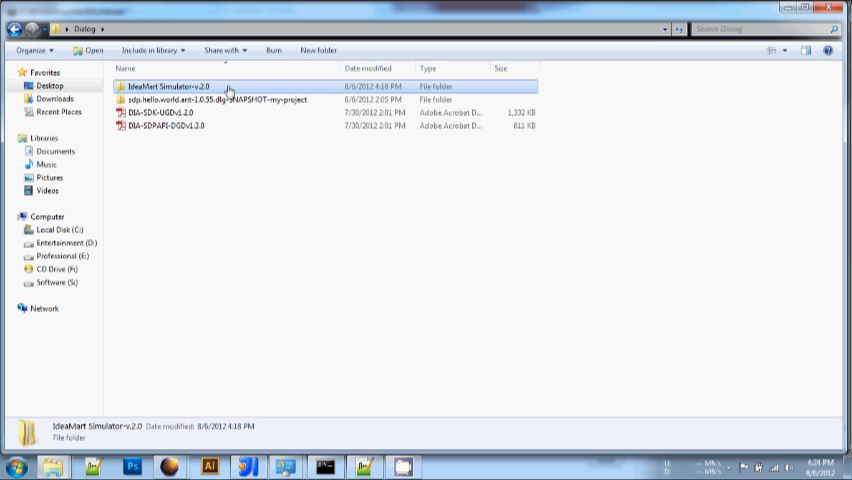 Dialog
Search Dialog
Organize
Open
Include in library
Share with
Burn
New folder
Name
Date modified
Type
Size
Favorites
Desktop
Downloads
Recent Places
Libraries
Documents
Music
Pictures
Videos
Computer
Local Disk (C:)
Entertainment (D:)
Professional (E:)
CD Drive (F:)
Software (S:)
Network
IdeaMart Simulator-v.2.0 8/6/2012 4:18 PM File folder
sdp.hello.world.ant-1.0.55.dlg-SNAPSHOT-my-project 8/6/2012 2:05 PM File folder
DIA-SDK-UGDv1.2.0 7/30/2012 2:01 PM Adobe Acrobat D... 1,332 KB
DIA-SDPAPI-DGDv1.3.0 7/30/2012 2:01 PM Adobe Acrobat D... 611 KB
IdeaMart Simulator-v.2.0 Date modified: 8/6/2012 4:18 PM
File folder
Ps
Ai
U: -- MB/s
D: -- MB/s
4:24 PM
8/6/2012